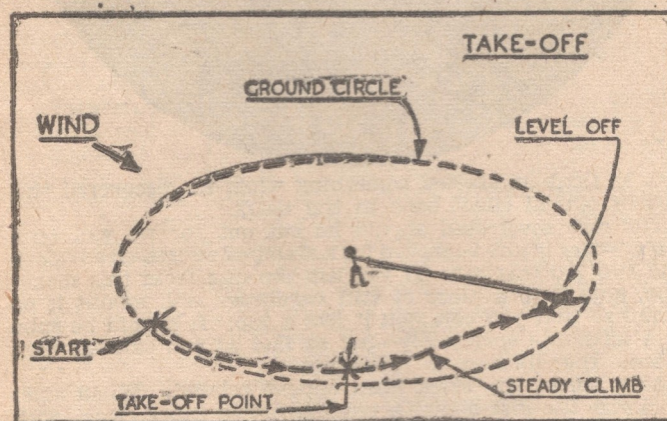 TAKE-OFF
GROUND CIRCLE
WIND
LEVEL OFF
START
STEADY CLIMB
TAKE-OFF POINT